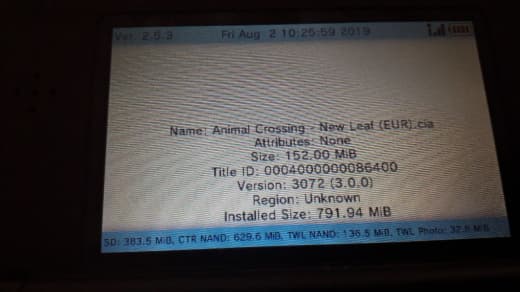 Ver. 2.5.3 Fri Aug 2 10:25:59 2019
Name: Animal Crossing - New Leaf (EUR).cia
Attributes: None
Size: 152.00 MiB
Title ID: 0004000000086400
Version: 3072 (3.0.0)
Region: Unknown
Installed Size: 791.94 MiB
SD: 383.5 MiB, CTR NAND: 629.6 MiB, TWL NAND: 136.5 MiB, TWL Photo: 32.8 MiB